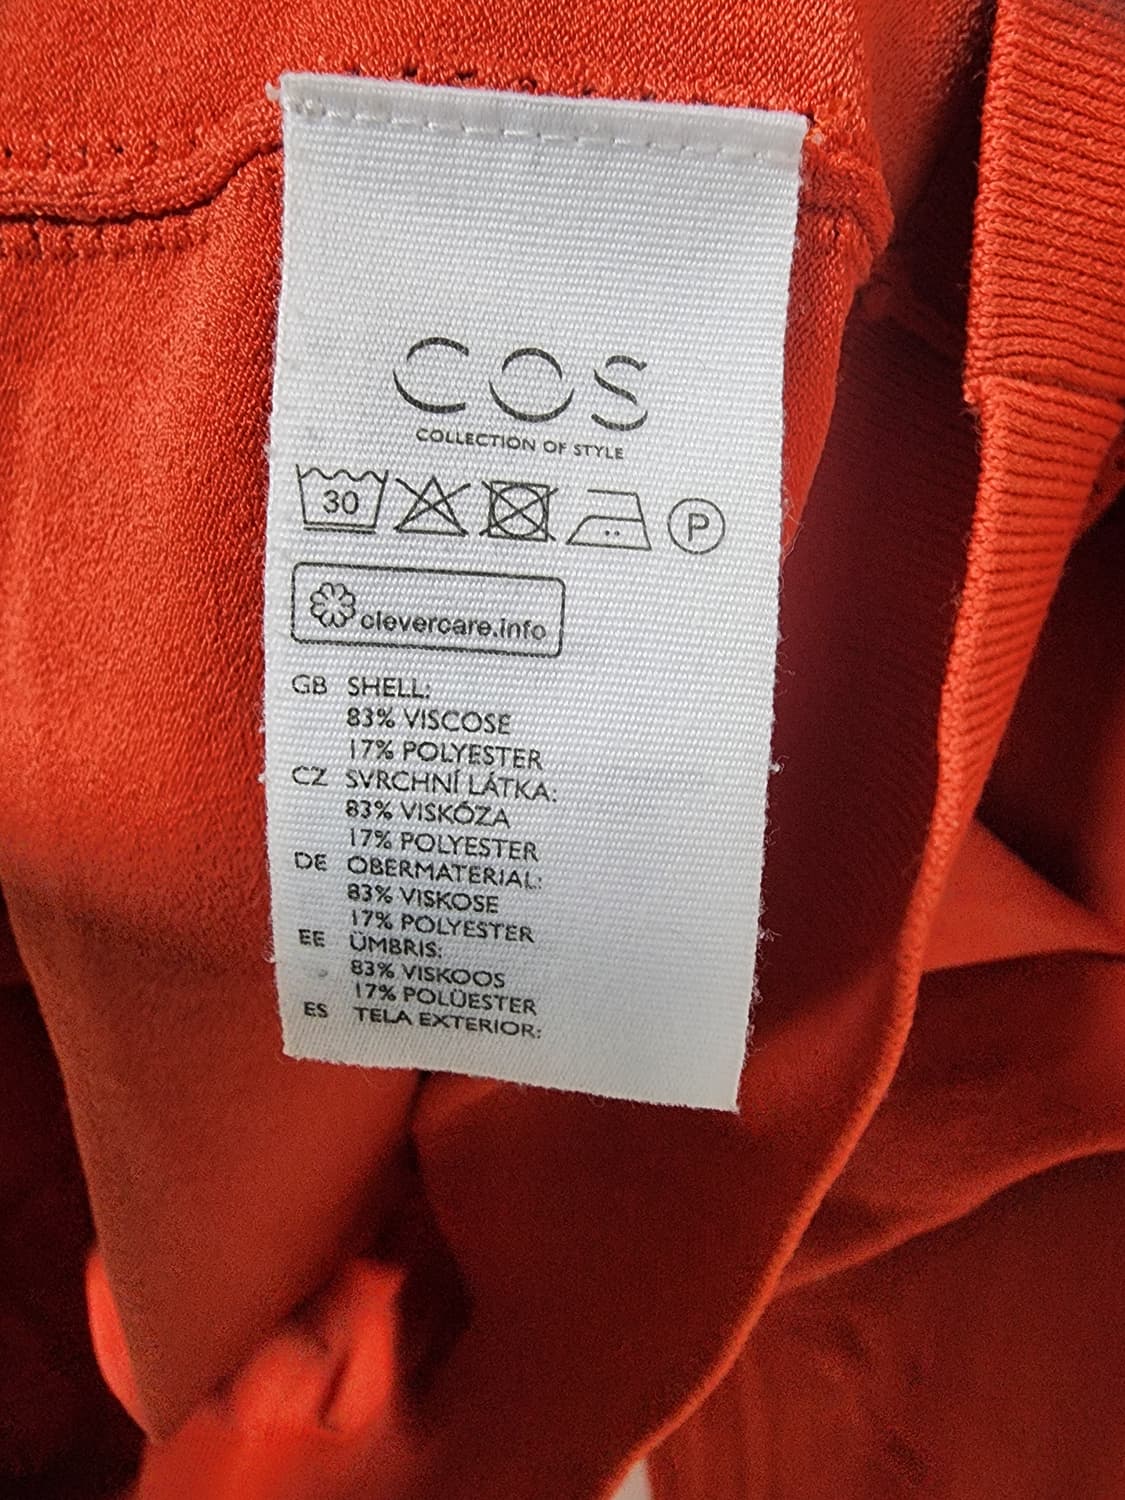 COS
COLLECTION OF STYLE
30 P
clevercare.info
GB SHELL:
83% VISCOSE
17% POLYESTER
CZ SVRCHNÍ LÁTKA:
83% VISKÓZA
17% POLYESTER
DE OBERMATERIAL:
83% VISKOSE
17% POLYESTER
EE ÜMBRIS:
83% VISKOOS
17% POLÜESTER
ES TELA EXTERIOR: